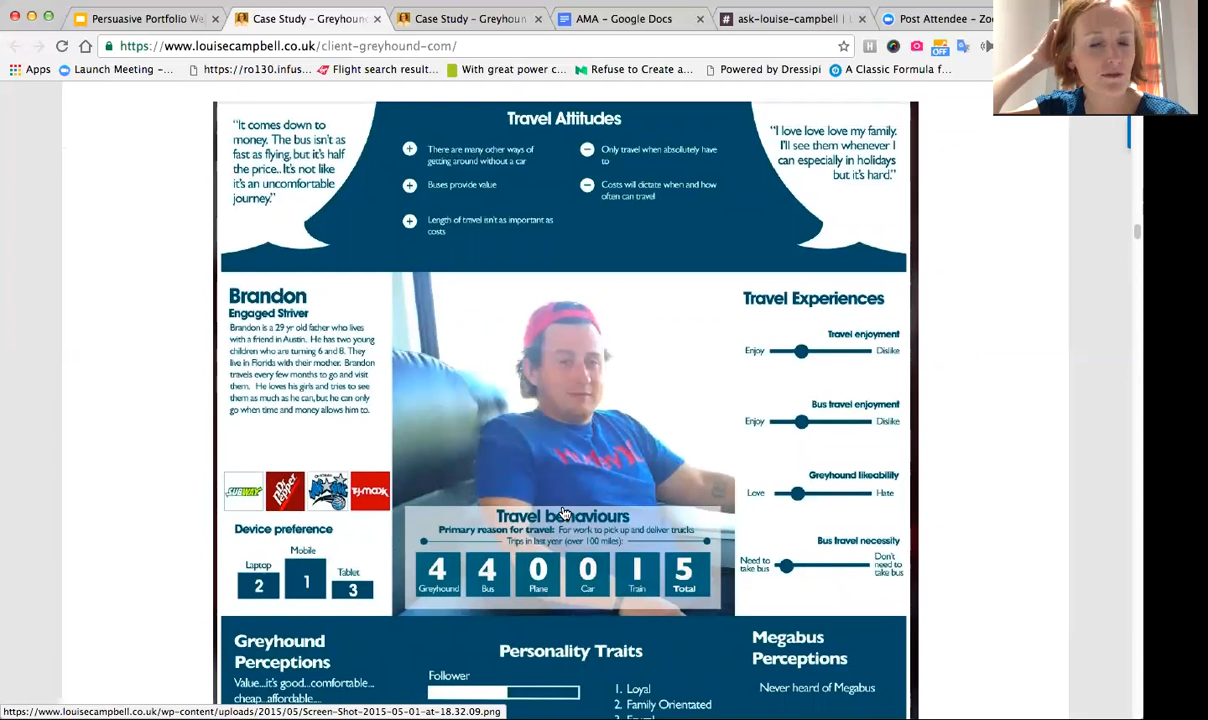 Persuasive Portfolio We
Case Study – Greyhoun
Case Study – Greyhoun
AMA – Google Docs
ask-louise-campbell | L
Post Attendee – Zo
https://www.louisecampbell.co.uk/client-greyhound-com/
OFF
Apps
Launch Meeting –...
https://ro130.infus...
Flight search result...
With great power c...
Refuse to Create a...
Powered by Dressipi
A Classic Formula f
Travel Attitudes
“It comes down to
money. The bus isn't as
fast as flying, but it's half
the price.. It's not like
it's an uncomfortable
journey.”
There are many other ways of
getting around without a car
Buses provide value
Length of travel isn't as important as
costs
Only travel when absolutely have
to
Costs will dictate when and how
often can travel
“I love love love my family.
I'll see them whenever I
can especially in holidays
but it's hard.”
Brandon
Engaged Striver
Brandon is a 29 yr old father who lives
with a friend in Austin. He has two young
children who are turning 6 and 8. They
live in Florida with their mother. Brandon
travels every few months to go and visit
them. He loves his girls and tries to see
them as much as he can, but he can only
go when time and money allows him to.
SUBWAY
Dr Pepper
Magic
T.J.maxx
Device preference
Mobile
Laptop
Tablet
2
1
3
Hurley
Travel behaviours
Primary reason for travel: For work to pick up and deliver trucks
Trips in last year (over 100 miles):
4 4 0 0 1 5
Greyhound Bus Plane Car Train Total
Travel Experiences
Travel enjoyment
Enjoy Dislike
Bus travel enjoyment
Enjoy Dislike
Greyhound likeability
Love Hate
Bus travel necessity
Need to
take bus
Don't
need to
take bus
Greyhound
Perceptions
Value...it's good...comfortable...
cheap...affordable....
Personality Traits
Follower
1. Loyal
2. Family Orientated
3. Frugal
Megabus
Perceptions
Never heard of Megabus
https://www.louisecampbell.co.uk/wp-content/uploads/2015/05/Screen-Shot-2015-05-01-at-18.32.09.png